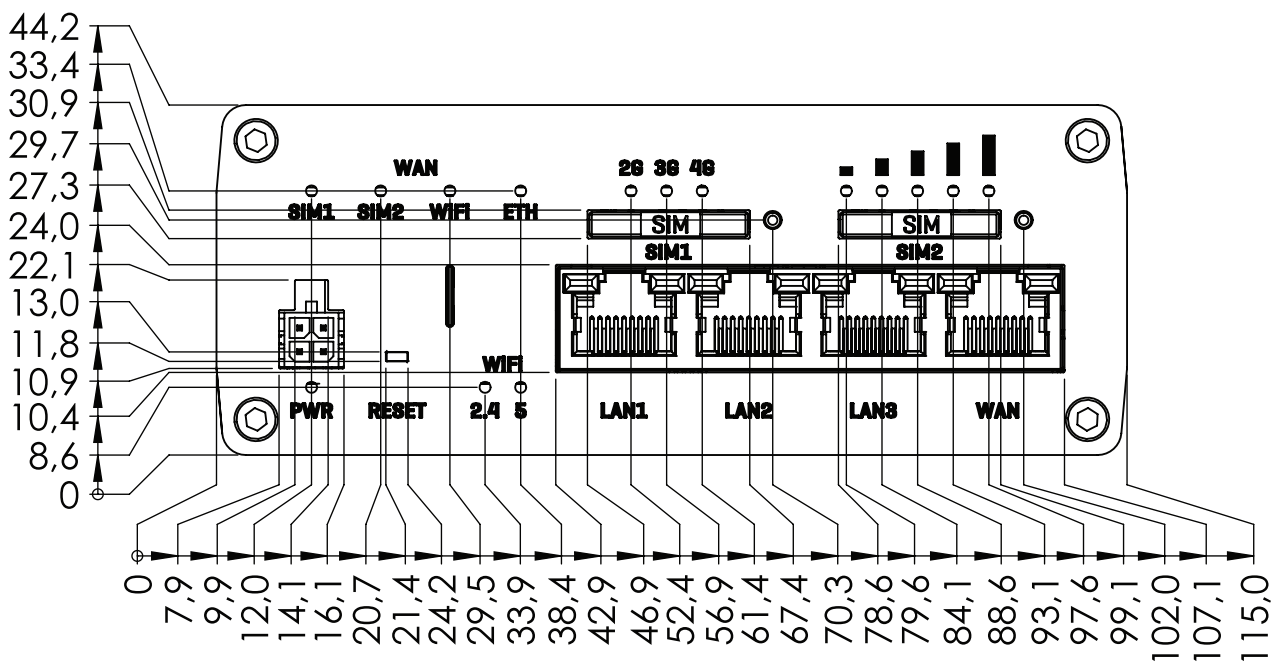 44,2
33,4
30,9
29,7
27,3
24,0
22,1
13,0
11,8
10,9
10,4
8,6
0
WAN
2G 3G 4G
SIM1 SIM2 WiFi ETH
SIM SIM
SIM1 SIM2
WiFi
PWR RESET 2.4 5 LAN1 LAN2 LAN3 WAN
0 7,9 9,9 12,0 14,1 16,1 20,7 21,4 24,2 29,5 33,9 38,4 42,9 46,9 52,4 56,9 61,4 67,4 70,3 78,6 79,6 84,1 88,6 93,1 97,6 99,1 102,0 107,1 115,0